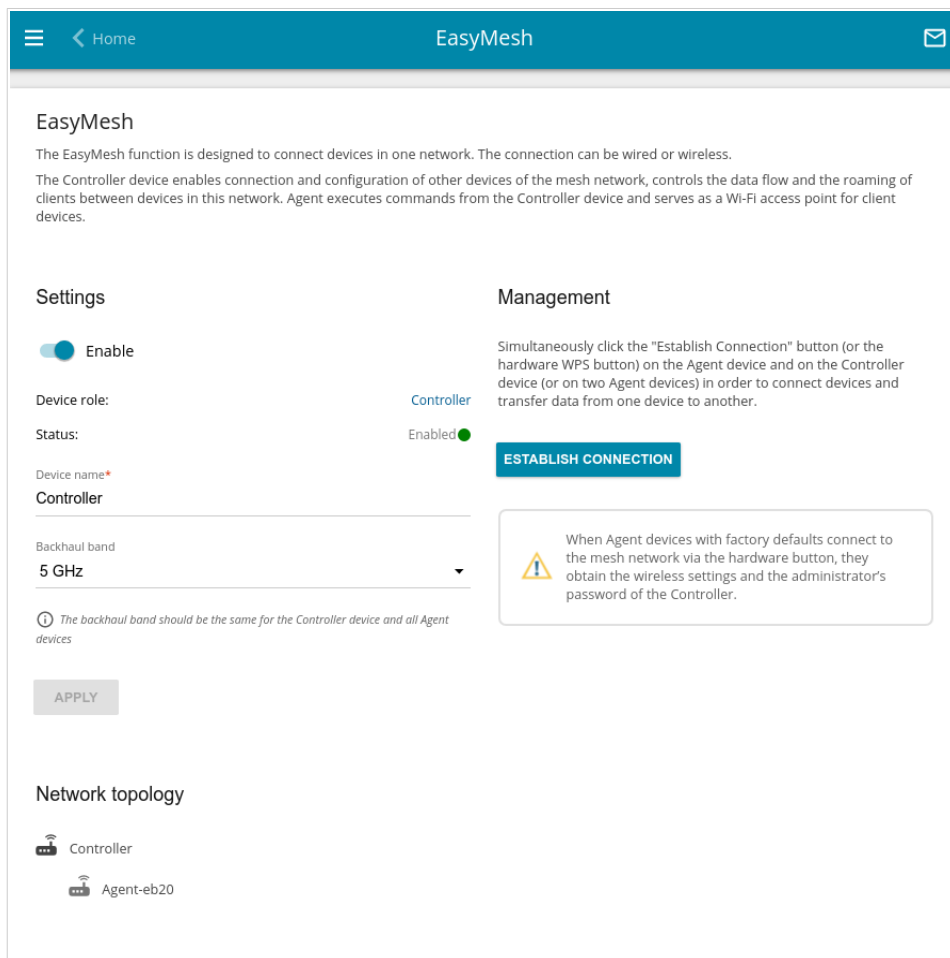 Home
EasyMesh
EasyMesh
The EasyMesh function is designed to connect devices in one network. The connection can be wired or wireless.
The Controller device enables connection and configuration of other devices of the mesh network, controls the data flow and the roaming of
clients between devices in this network. Agent executes commands from the Controller device and serves as a Wi-Fi access point for client
devices.
Settings
Enable
Device role:
Controller
Status:
Enabled
Device name*
Controller
Backhaul band
5 GHz
The backhaul band should be the same for the Controller device and all Agent
devices
APPLY
Management
Simultaneously click the "Establish Connection" button (or the
hardware WPS button) on the Agent device and on the Controller
device (or on two Agent devices) in order to connect devices and
transfer data from one device to another.
ESTABLISH CONNECTION
When Agent devices with factory defaults connect to
the mesh network via the hardware button, they
obtain the wireless settings and the administrator's
password of the Controller.
Network topology
Controller
Agent-eb20